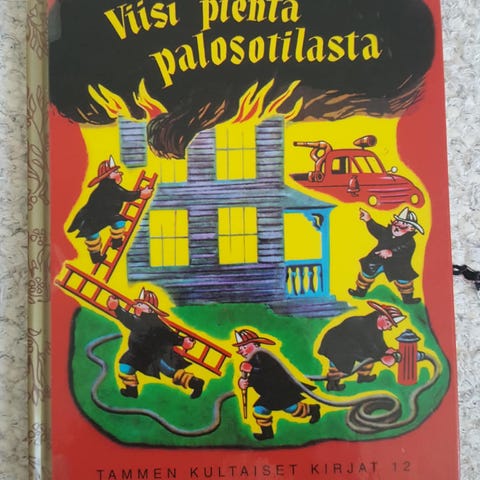 Viisi pientä
palosotilasta
TAMMEN KULTAISET KIRJAT 12